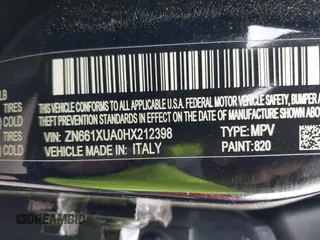 LB
TIRES
COLD
TIRES
COLD
THIS VEHICLE CONFORMS TO ALL APPLICABLE
FEDERAL MOTOR VEHICLE SAFETY, BUMPER A
THEFT PREVENTION STANDARDS IN EFFECT ON
THE DATE OF MANUFACTURE SHOWN ABOVE.
VIN: ZN661XUA0HX212398 TYPE: MPV
VEHICLE MADE IN: ITALY PAINT: 820
DREAMBID